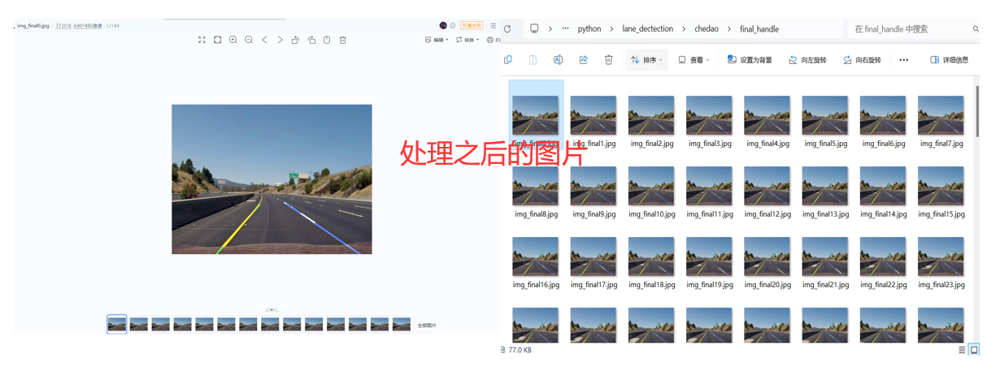 img_final0.jpg 77.01K, 640*480像素, 1/144 开通会员
编辑 转换 打
全部图片
处理之后的图片
··· python lane_dectection chedao final_handle 在 final_handle 中搜索
排序 查看 设置为背景 向左旋转 向右旋转 ··· 详细信息
img_final0.jpg img_final1.jpg img_final2.jpg img_final3.jpg img_final4.jpg img_final5.jpg img_final6.jpg img_final7.jpg
img_final8.jpg img_final9.jpg img_final10.jpg img_final11.jpg img_final12.jpg img_final13.jpg img_final14.jpg img_final15.jpg
img_final16.jpg img_final17.jpg img_final18.jpg img_final19.jpg img_final20.jpg img_final21.jpg img_final22.jpg img_final23.jpg
77.0 KB